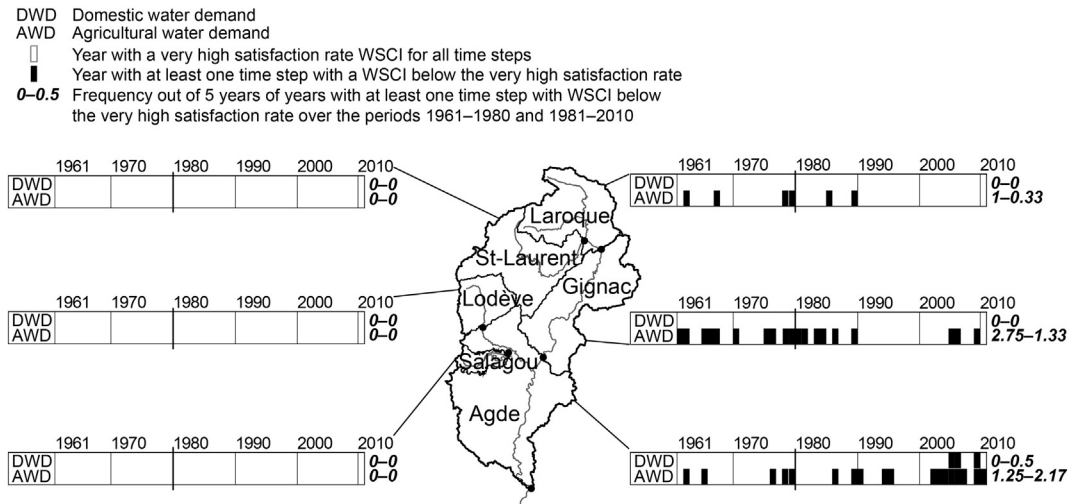 DWD Domestic water demand
AWD Agricultural water demand
Year with a very high satisfaction rate WSCI for all time steps
Year with at least one time step with a WSCI below the very high satisfaction rate
0–0.5 Frequency out of 5 years of years with at least one time step with WSCI below
the very high satisfaction rate over the periods 1961–1980 and 1981–2010
1961 1970 1980 1990 2000 2010
DWD 0–0
AWD 0–0
1961 1970 1980 1990 2000 2010
DWD 0–0
AWD 1–0.33
Laroque
St-Laurent
Gignac
Lodève
1961 1970 1980 1990 2000 2010
DWD 0–0
AWD 0–0
1961 1970 1980 1990 2000 2010
DWD 0–0
AWD 2.75–1.33
Salagou
Agde
1961 1970 1980 1990 2000 2010
DWD 0–0
AWD 0–0
1961 1970 1980 1990 2000 2010
DWD 0–0.5
AWD 1.25–2.17